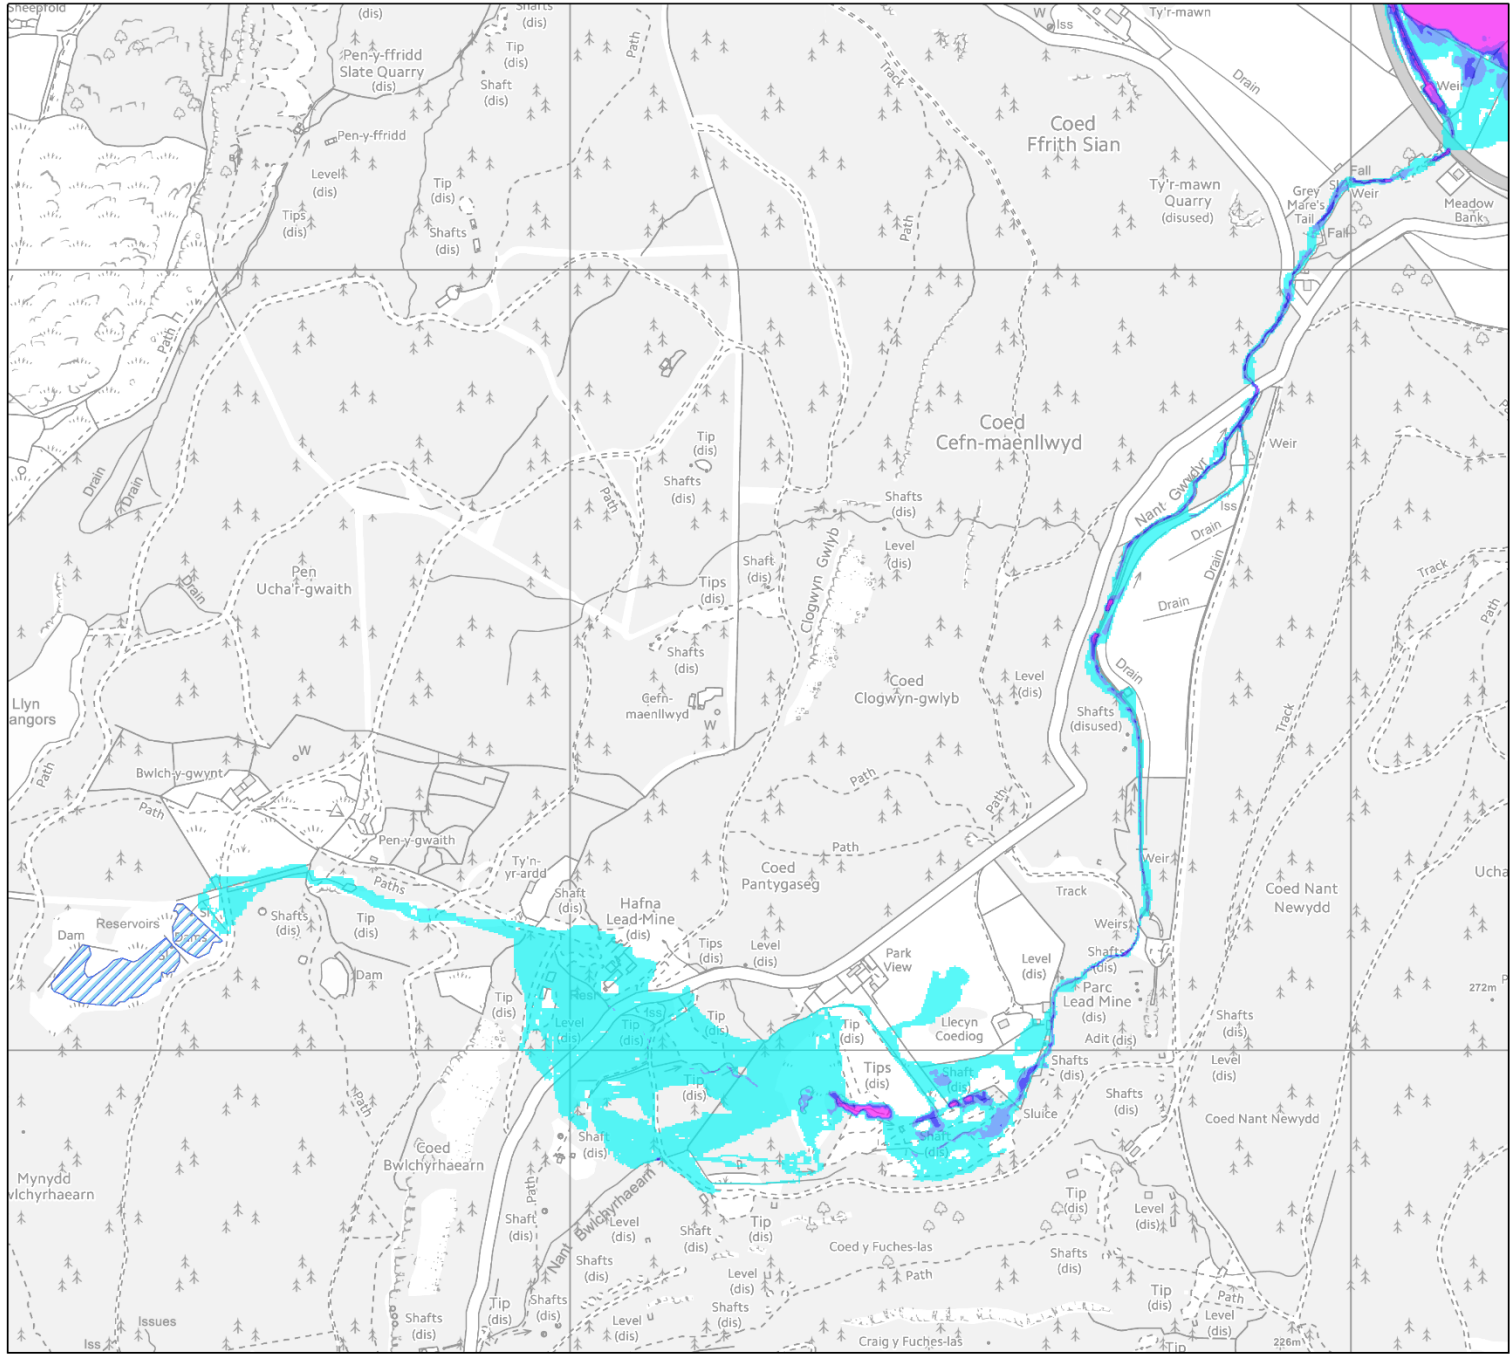 Sheepfold
(dis)
Shafts
(dis)
Tip
(dis)
Shaft
(dis)
Path
Pen-y-ffridd
Slate Quarry
(dis)
Pen-y-ffridd
Level
(dis)
Tips
(dis)
Tip
(dis)
Shafts
(dis)
Track
W
Iss
Ty'r-mawn
Drain
Weir
Coed
Ffrith Sian
Ty'r-mawn
Quarry
(disused)
Grey
Mare's
Tail
Fall
Weir
Fall
Meadow
Bank
Path
Path
Drain
Drain
Tip
(dis)
Shafts
(dis)
Path
Coed
Cefn-maenllwyd
Weir
Nant Gwydyr
Iss
Drain
Drain
Drain
Drain
Shafts
(dis)
Level
(dis)
Clogwyn Gwlyb
Shaft
(dis)
Tips
(dis)
Shafts
(dis)
Cefn-
maenllwyd
W
Pen
Ucha'r-gwaith
Drain
Track
Path
Track
Coed
Clogwyn-gwlyb
Level
(dis)
Shafts
(disused)
Llyn
angors
Path
Bwlch-y-gwynt
W
Path
Pen-y-gwaith
Paths
Ty'n-
yr-ardd
Shaft
(dis)
Path
Path
Path
Coed
Pantygaseg
Weir
Track
Coed Nant
Newydd
Ucha
Reservoirs
Dam
Dams
Shafts
(dis)
Tip
(dis)
Dam
Hafna
Lead Mine
(dis)
Tips
(dis)
Level
(dis)
Park
View
Weirs
Shafts
(dis)
Level
(dis)
Parc
Lead Mine
(dis)
Adit (dis)
272m
Tip
(dis)
Level
(dis)
Tip
(dis)
Iss
Tip
(dis)
Tip
(dis)
Llecyn
Coediog
Shafts
(dis)
Level
(dis)
Tips
(dis)
Shaft
(dis)
Shafts
(dis)
Tip
(dis)
Shafts
(dis)
Sluice
Coed Nant Newydd
Shaft
(dis)
Shaft
(dis)
Path
Coed
Bwlchyrhaearn
Mynydd
wlchyrhaearn
Path
Nant Bwlchyrhaearn
Shaft
(dis)
Level
(dis)
Shaft
(dis)
Tip
(dis)
Tip
(dis)
Level
(dis)
Coed y Fuches-las
Shafts
(dis)
Path
Shafts
(dis)
Level
(dis)
Shafts
(dis)
Level
(dis)
Tip
(dis)
Shafts
(dis)
Shafts
(dis)
Tip
(dis)
Path
Level
(dis)
Issues
Iss
Craig y Fuches-las
Tip
226m